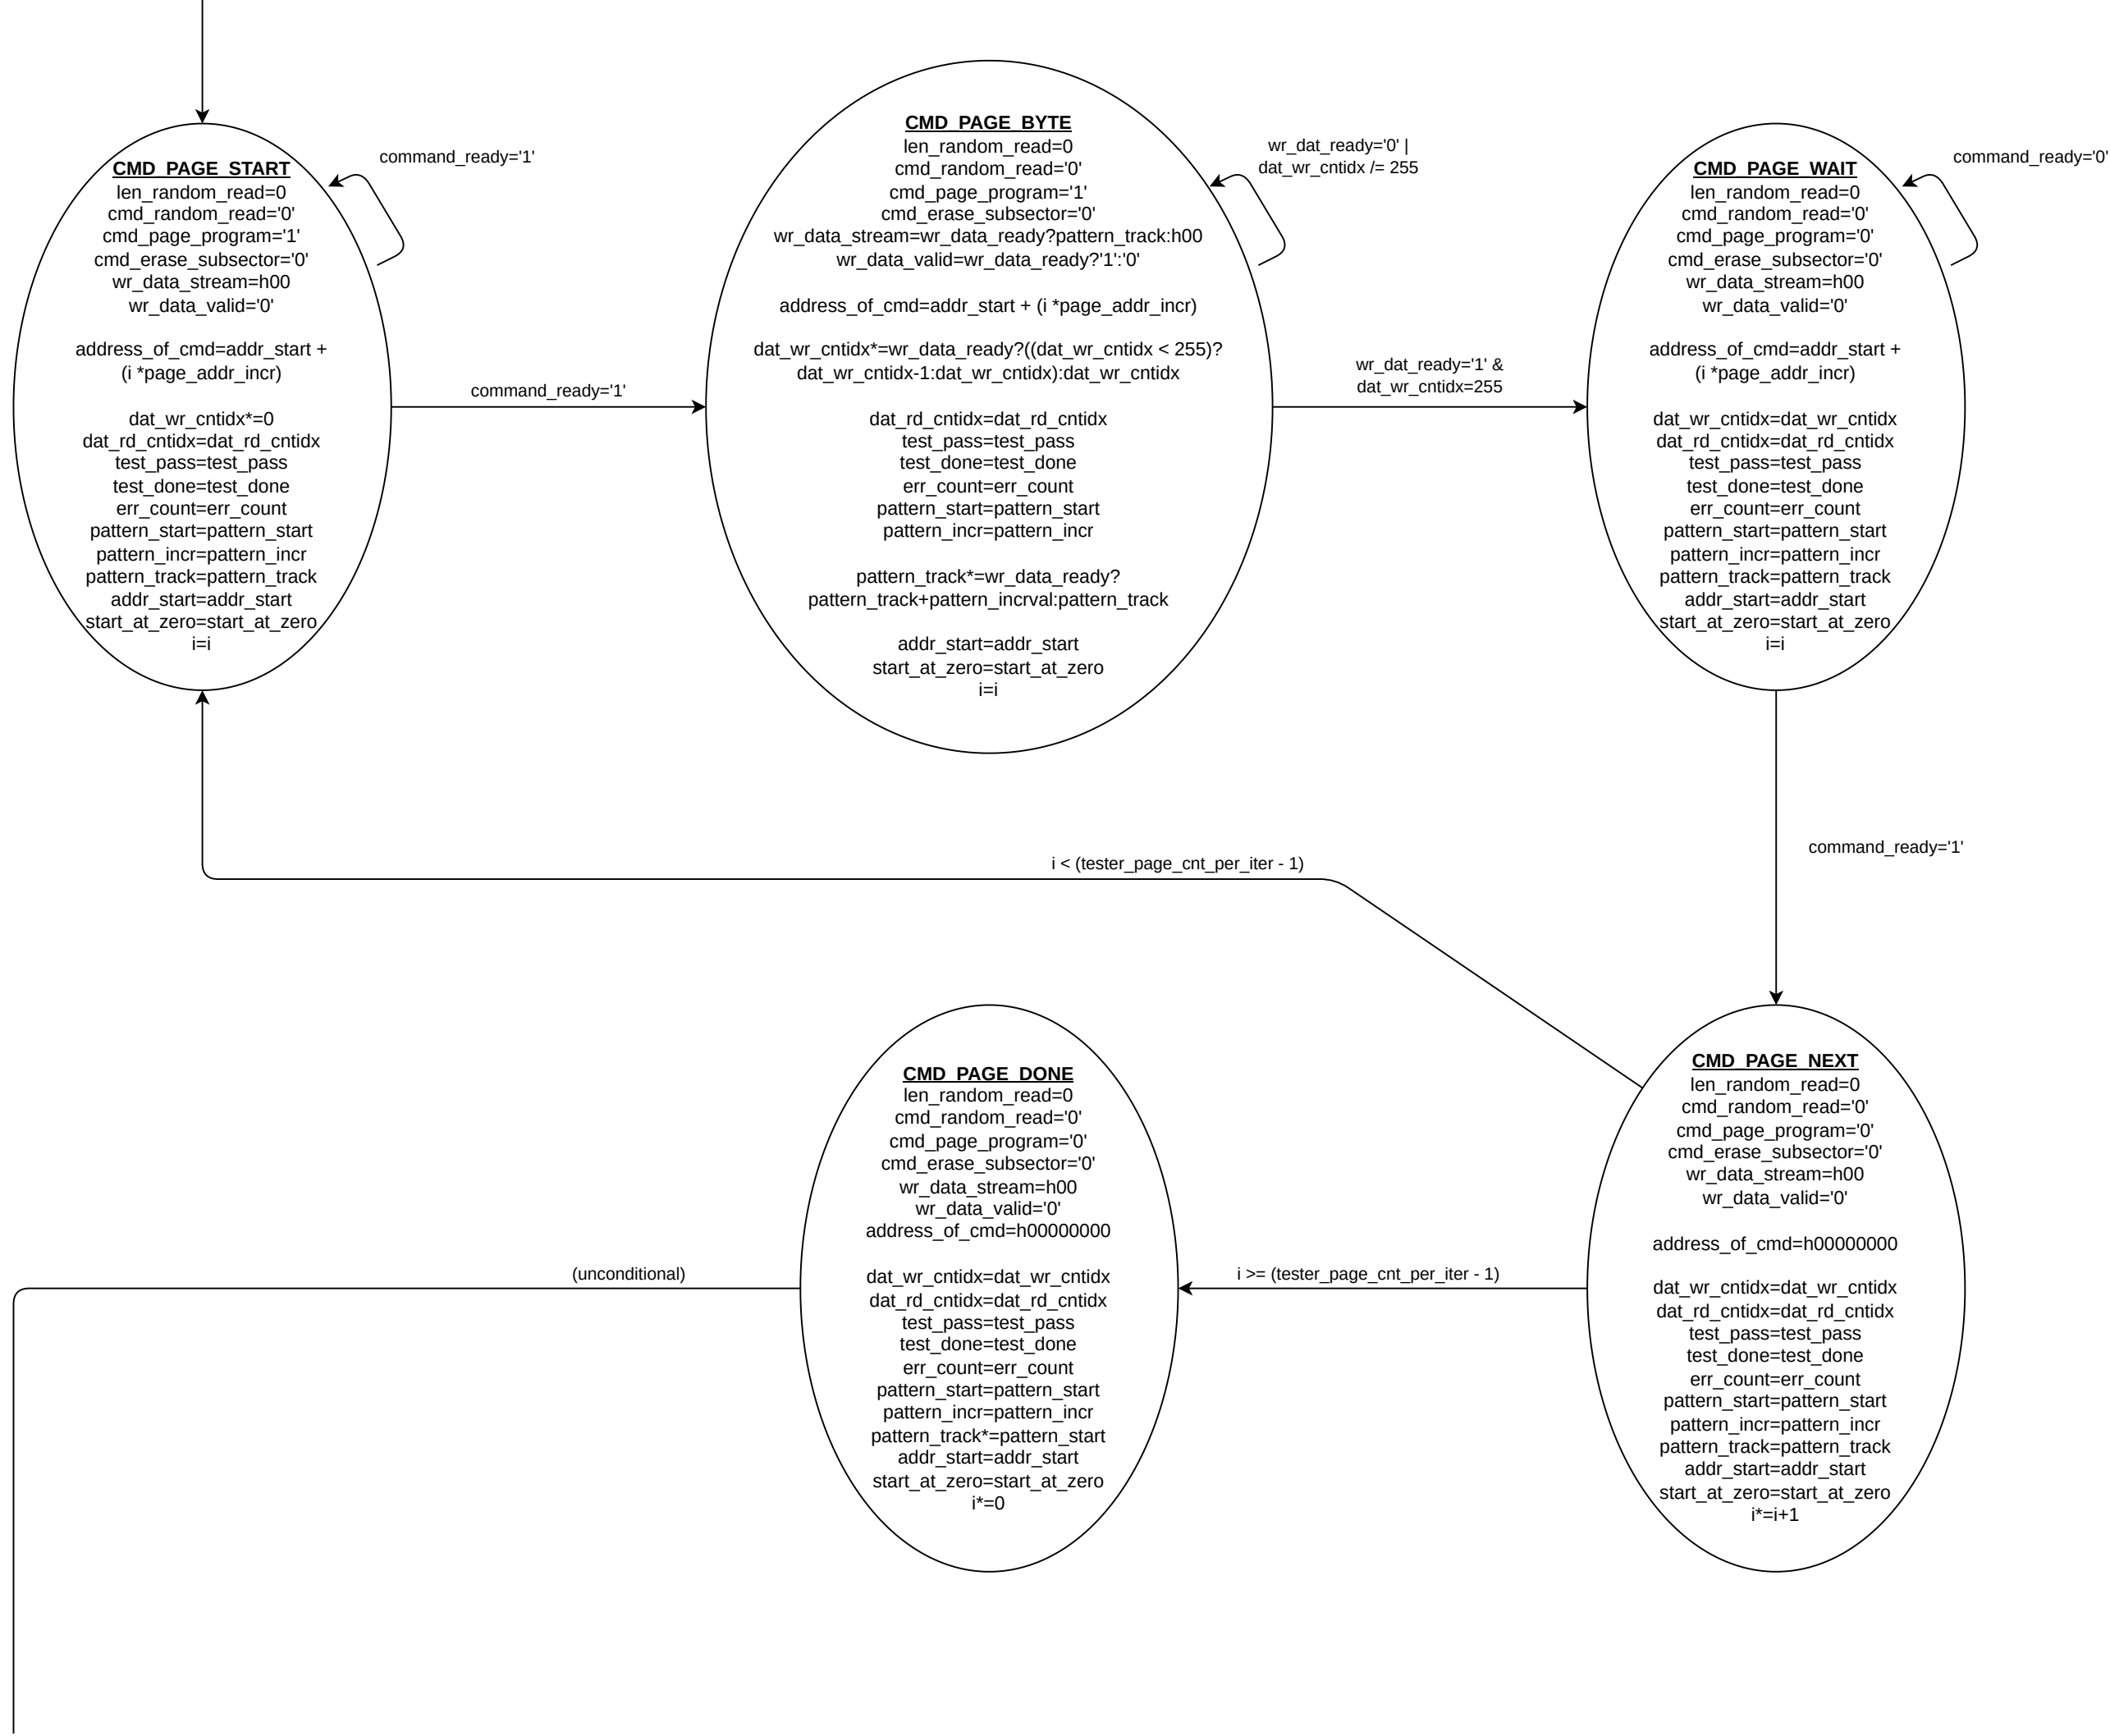 CMD_PAGE_START
len_random_read=0
cmd_random_read='0'
cmd_page_program='1'
cmd_erase_subsector='0'
wr_data_stream=h00
wr_data_valid='0'
address_of_cmd=addr_start +
(i *page_addr_incr)
dat_wr_cntidx*=0
dat_rd_cntidx=dat_rd_cntidx
test_pass=test_pass
test_done=test_done
err_count=err_count
pattern_start=pattern_start
pattern_incr=pattern_incr
pattern_track=pattern_track
addr_start=addr_start
start_at_zero=start_at_zero
i=i
command_ready='1'
command_ready='1'
CMD_PAGE_BYTE
len_random_read=0
cmd_random_read='0'
cmd_page_program='1'
cmd_erase_subsector='0'
wr_data_stream=wr_data_ready?pattern_track:h00
wr_data_valid=wr_data_ready?'1':'0'
address_of_cmd=addr_start + (i *page_addr_incr)
dat_wr_cntidx*=wr_data_ready?((dat_wr_cntidx < 255)?
dat_wr_cntidx-1:dat_wr_cntidx):dat_wr_cntidx
dat_rd_cntidx=dat_rd_cntidx
test_pass=test_pass
test_done=test_done
err_count=err_count
pattern_start=pattern_start
pattern_incr=pattern_incr
pattern_track*=wr_data_ready?
pattern_track+pattern_incrval:pattern_track
addr_start=addr_start
start_at_zero=start_at_zero
i=i
wr_dat_ready='0' |
dat_wr_cntidx /= 255
wr_dat_ready='1' &
dat_wr_cntidx=255
CMD_PAGE_WAIT
len_random_read=0
cmd_random_read='0'
cmd_page_program='0'
cmd_erase_subsector='0'
wr_data_stream=h00
wr_data_valid='0'
address_of_cmd=addr_start +
(i *page_addr_incr)
dat_wr_cntidx=dat_wr_cntidx
dat_rd_cntidx=dat_rd_cntidx
test_pass=test_pass
test_done=test_done
err_count=err_count
pattern_start=pattern_start
pattern_incr=pattern_incr
pattern_track=pattern_track
addr_start=addr_start
start_at_zero=start_at_zero
i=i
command_ready='0'
command_ready='1'
i < (tester_page_cnt_per_iter - 1)
CMD_PAGE_NEXT
len_random_read=0
cmd_random_read='0'
cmd_page_program='0'
cmd_erase_subsector='0'
wr_data_stream=h00
wr_data_valid='0'
address_of_cmd=h00000000
dat_wr_cntidx=dat_wr_cntidx
dat_rd_cntidx=dat_rd_cntidx
test_pass=test_pass
test_done=test_done
err_count=err_count
pattern_start=pattern_start
pattern_incr=pattern_incr
pattern_track=pattern_track
addr_start=addr_start
start_at_zero=start_at_zero
i*=i+1
i >= (tester_page_cnt_per_iter - 1)
CMD_PAGE_DONE
len_random_read=0
cmd_random_read='0'
cmd_page_program='0'
cmd_erase_subsector='0'
wr_data_stream=h00
wr_data_valid='0'
address_of_cmd=h00000000
dat_wr_cntidx=dat_wr_cntidx
dat_rd_cntidx=dat_rd_cntidx
test_pass=test_pass
test_done=test_done
err_count=err_count
pattern_start=pattern_start
pattern_incr=pattern_incr
pattern_track*=pattern_start
addr_start=addr_start
start_at_zero=start_at_zero
i*=0
(unconditional)